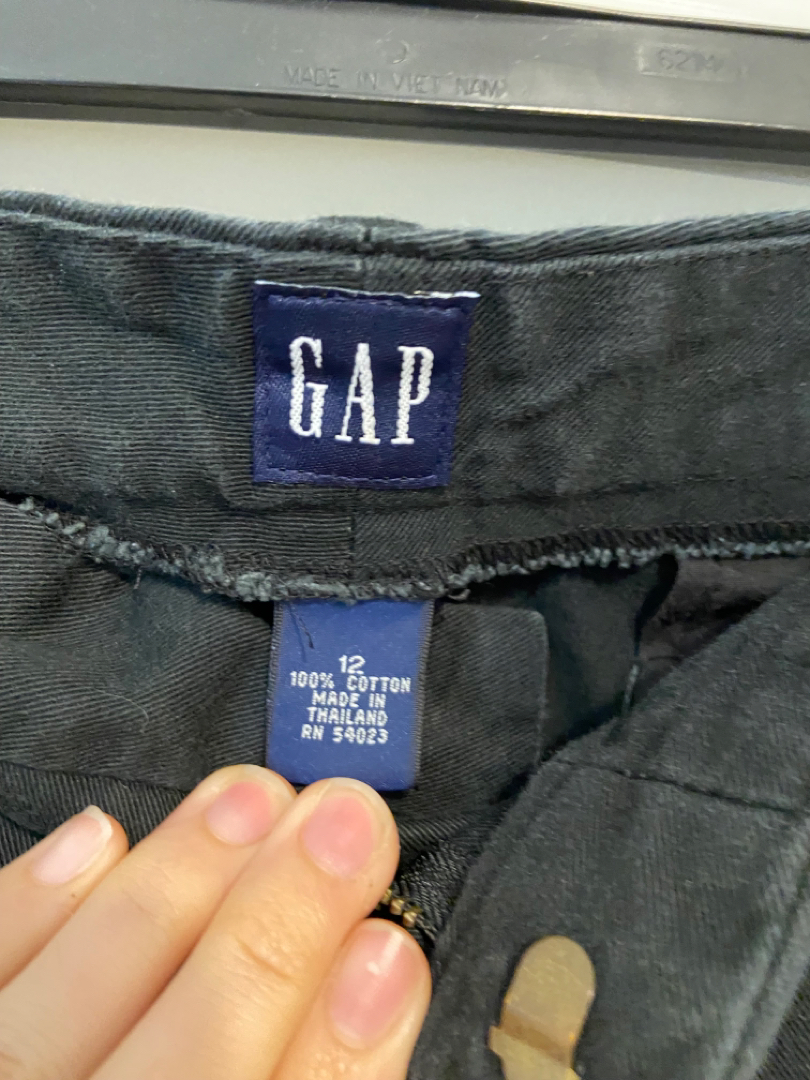 MADE IN VIET NAM
GAP
12
100% COTTON
MADE IN
THAILAND
RN 54023